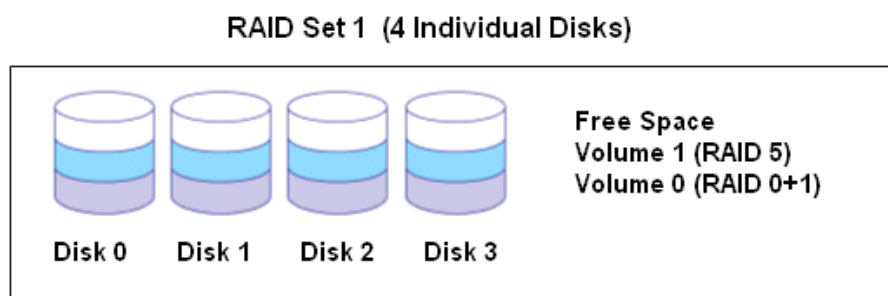 RAID Set 1 (4 Individual Disks)
Free Space
Volume 1 (RAID 5)
Volume 0 (RAID 0+1)
Disk 0
Disk 1
Disk 2
Disk 3